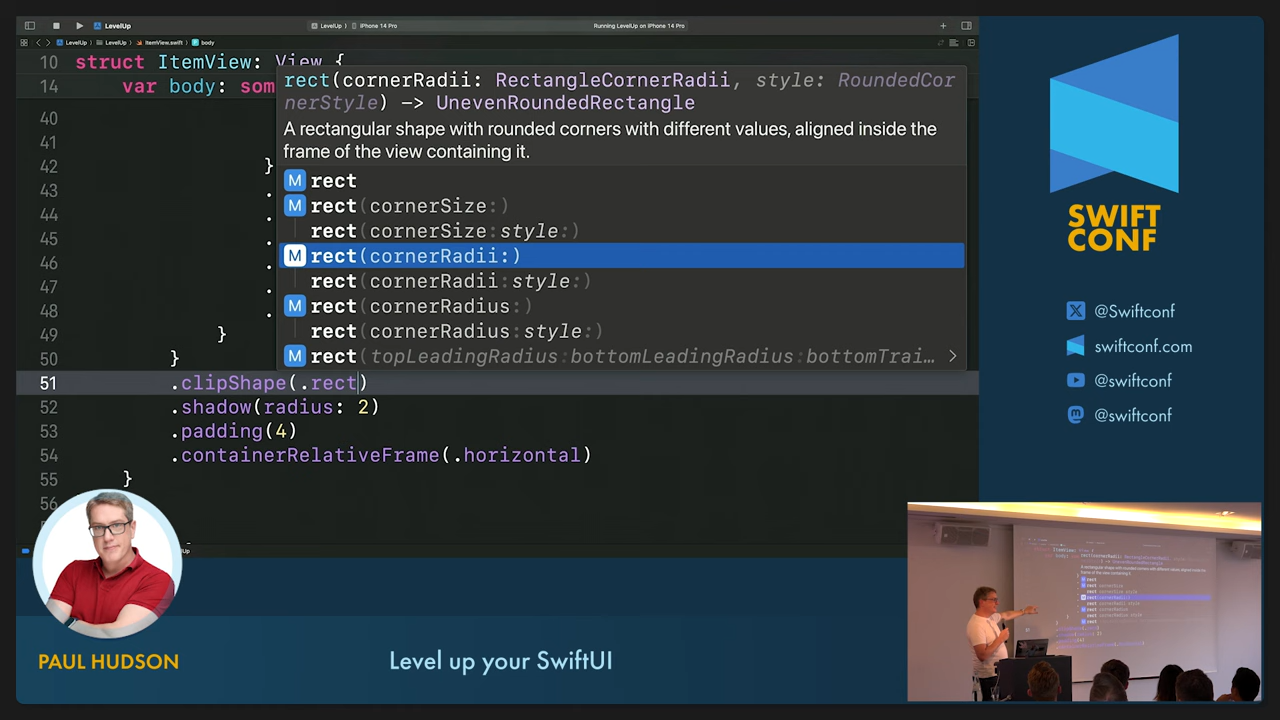 LevelUp
LevelUp 〉 iPhone 14 Pro
Running LevelUp on iPhone 14 Pro
LevelUp 〉 LevelUp 〉 ItemView.swift 〉 body
10 struct ItemView: View {
14 var body: som
rect(cornerRadii: RectangleCornerRadii, style: RoundedCor
nerStyle) -> UnevenRoundedRectangle
A rectangular shape with rounded corners with different values, aligned inside the
frame of the view containing it.
M rect
M rect(cornerSize:)
rect(cornerSize:style:)
M rect(cornerRadii:)
rect(cornerRadii:style:)
M rect(cornerRadius:)
rect(cornerRadius:style:)
M rect(topLeadingRadius:bottomLeadingRadius:bottomTrai…
40
41
42 }
43 .
44 .
45 .
46 .
47 .
48 .
49 }
50 }
51 .clipShape(.rect)
52 .shadow(radius: 2)
53 .padding(4)
54 .containerRelativeFrame(.horizontal)
55 }
56
SWIFT
CONF
@Swiftconf
swiftconf.com
@swiftconf
@swiftconf
PAUL HUDSON
Level up your SwiftUI